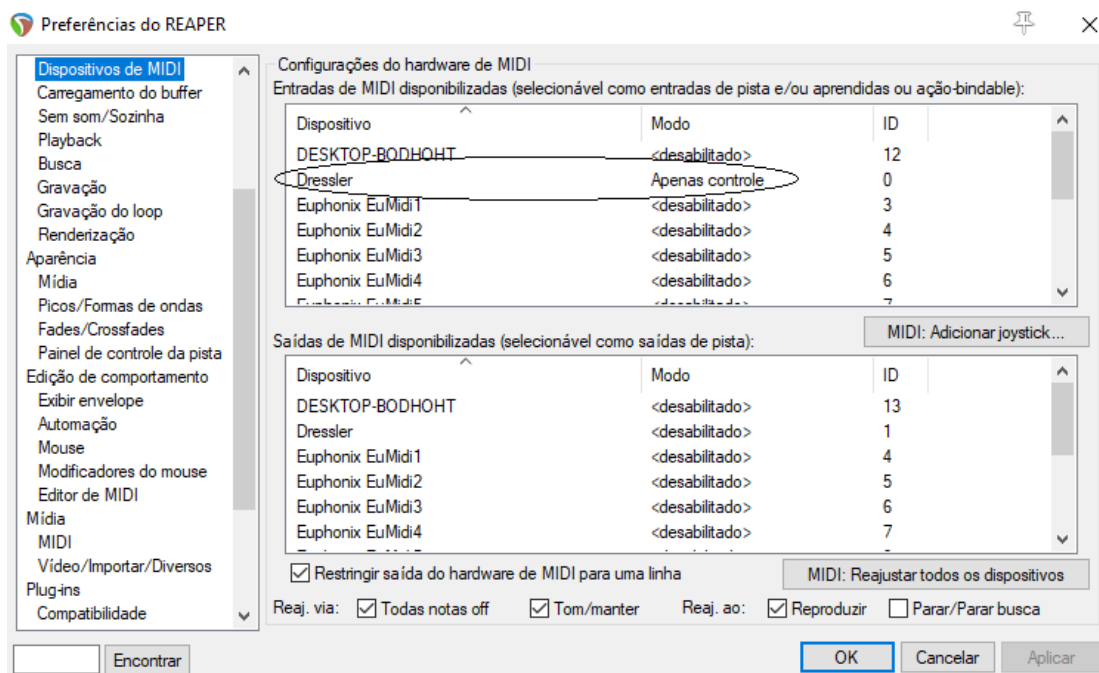 Preferências do REAPER
Dispositivos de MIDI
Carregamento do buffer
Sem som/Sozinha
Playback
Busca
Gravação
Gravação do loop
Renderização
Aparência
Mídia
Picos/Formas de ondas
Fades/Crossfades
Painel de controle da pista
Edição de comportamento
Exibir envelope
Automação
Mouse
Modificadores do mouse
Editor de MIDI
Mídia
MIDI
Vídeo/Importar/Diversos
Plug-ins
Compatibilidade
Encontrar
Configurações do hardware de MIDI
Entradas de MIDI disponibilizadas (selecionável como entradas de pista e/ou aprendidas ou ação-bindable):
Dispositivo Modo ID
DESKTOP-BODHOHT <desabilitado> 12
Dressler Apenas controle 0
Euphonix EuMidi1 <desabilitado> 3
Euphonix EuMidi2 <desabilitado> 4
Euphonix EuMidi3 <desabilitado> 5
Euphonix EuMidi4 <desabilitado> 6
Euphonix EuMidi5 <desabilitado> 7
MIDI: Adicionar joystick...
Saídas de MIDI disponibilizadas (selecionável como saídas de pista):
Dispositivo Modo ID
DESKTOP-BODHOHT <desabilitado> 13
Dressler <desabilitado> 1
Euphonix EuMidi1 <desabilitado> 4
Euphonix EuMidi2 <desabilitado> 5
Euphonix EuMidi3 <desabilitado> 6
Euphonix EuMidi4 <desabilitado> 7
Restringir saída do hardware de MIDI para uma linha
MIDI: Reajustar todos os dispositivos
Reaj. via: Todas notas off Tom/manter Reaj. ao: Reproduzir Parar/Parar busca
OK Cancelar Aplicar